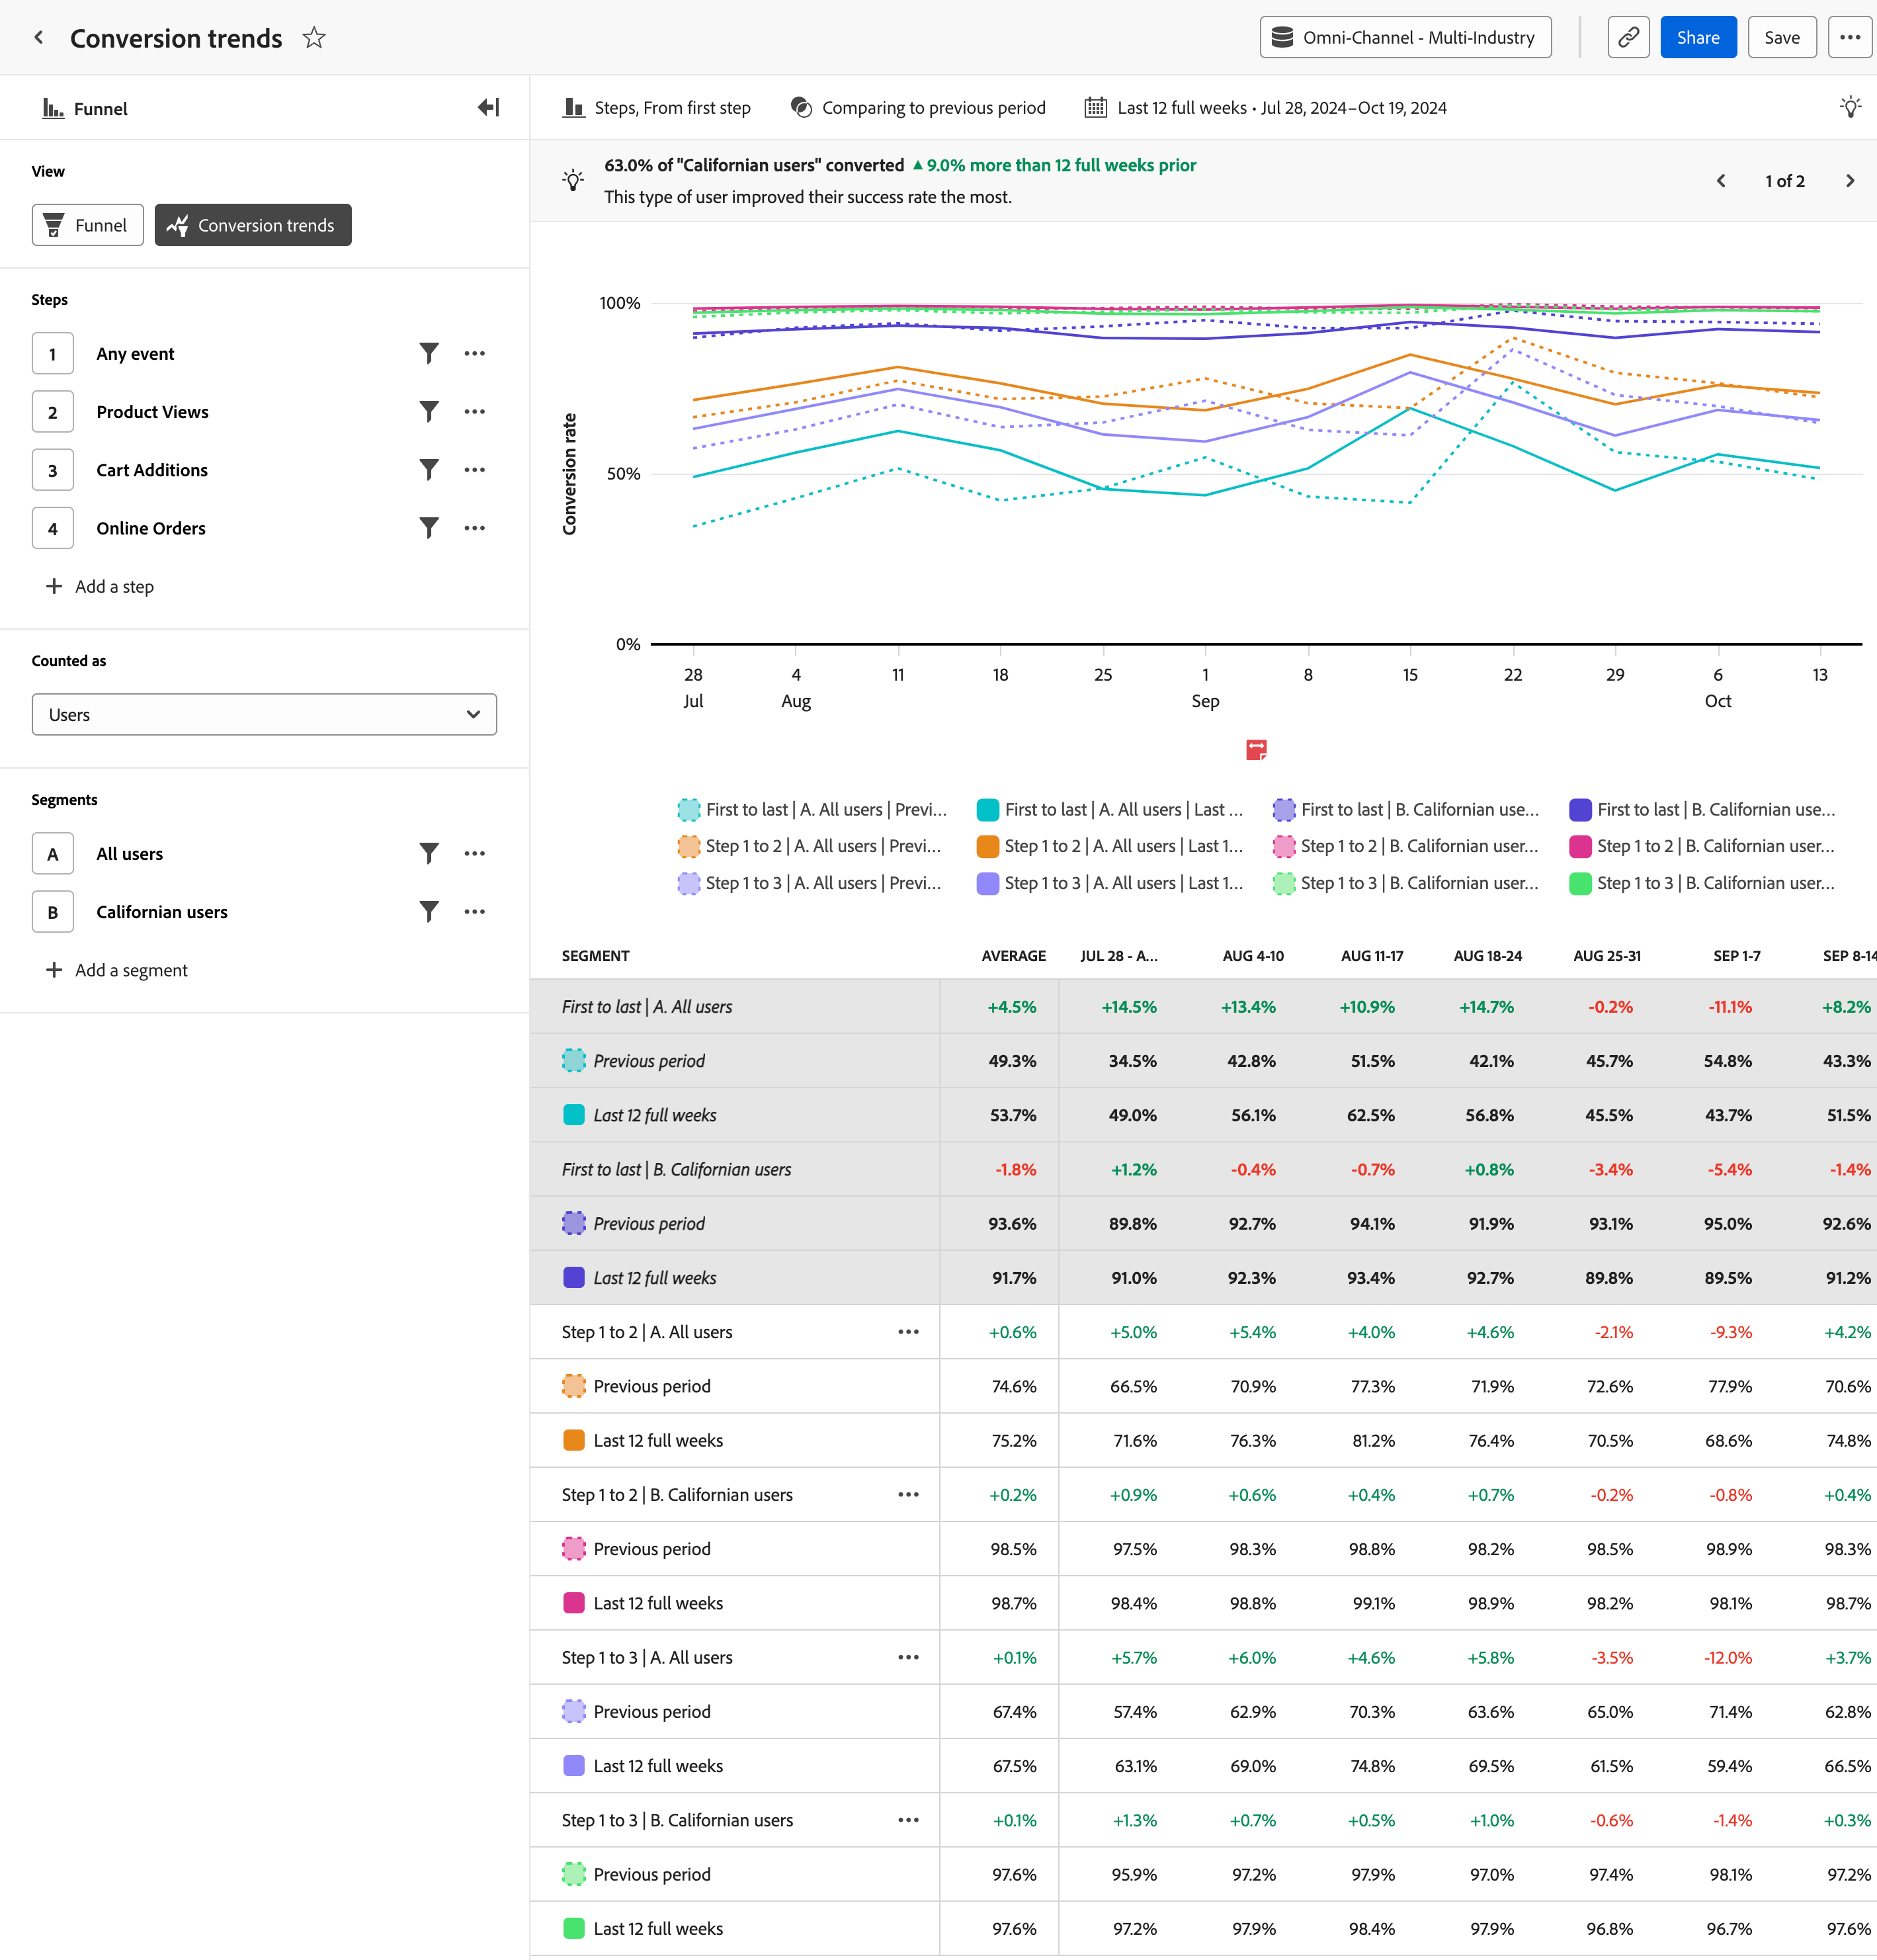 Conversion trends
Omni-Channel - Multi-Industry
Share
Save
Funnel
View
Funnel
Conversion trends
Steps
1 Any event
2 Product Views
3 Cart Additions
4 Online Orders
Add a step
Counted as
Users
Segments
A All users
B Californian users
Add a segment
Steps, From first step
Comparing to previous period
Last 12 full weeks • Jul 28, 2024–Oct 19, 2024
63.0% of "Californian users" converted ▲ 9.0% more than 12 full weeks prior
This type of user improved their success rate the most.
1 of 2
Conversion rate
100%
50%
0%
28 4 11 18 25 1 8 15 22 29 6 13
Jul Aug Sep Oct
First to last | A. All users | Previ... First to last | A. All users | Last ... First to last | B. Californian use... First to last | B. Californian use...
Step 1 to 2 | A. All users | Previ... Step 1 to 2 | A. All users | Last 1... Step 1 to 2 | B. Californian user... Step 1 to 2 | B. Californian user...
Step 1 to 3 | A. All users | Previ... Step 1 to 3 | A. All users | Last 1... Step 1 to 3 | B. Californian user... Step 1 to 3 | B. Californian user...
SEGMENT AVERAGE JUL 28 - A... AUG 4-10 AUG 11-17 AUG 18-24 AUG 25-31 SEP 1-7 SEP 8-14
First to last | A. All users +4.5% +14.5% +13.4% +10.9% +14.7% -0.2% -11.1% +8.2%
Previous period 49.3% 34.5% 42.8% 51.5% 42.1% 45.7% 54.8% 43.3%
Last 12 full weeks 53.7% 49.0% 56.1% 62.5% 56.8% 45.5% 43.7% 51.5%
First to last | B. Californian users -1.8% +1.2% -0.4% -0.7% +0.8% -3.4% -5.4% -1.4%
Previous period 93.6% 89.8% 92.7% 94.1% 91.9% 93.1% 95.0% 92.6%
Last 12 full weeks 91.7% 91.0% 92.3% 93.4% 92.7% 89.8% 89.5% 91.2%
Step 1 to 2 | A. All users +0.6% +5.0% +5.4% +4.0% +4.6% -2.1% -9.3% +4.2%
Previous period 74.6% 66.5% 70.9% 77.3% 71.9% 72.6% 77.9% 70.6%
Last 12 full weeks 75.2% 71.6% 76.3% 81.2% 76.4% 70.5% 68.6% 74.8%
Step 1 to 2 | B. Californian users +0.2% +0.9% +0.6% +0.4% +0.7% -0.2% -0.8% +0.4%
Previous period 98.5% 97.5% 98.3% 98.8% 98.2% 98.5% 98.9% 98.3%
Last 12 full weeks 98.7% 98.4% 98.8% 99.1% 98.9% 98.2% 98.1% 98.7%
Step 1 to 3 | A. All users +0.1% +5.7% +6.0% +4.6% +5.8% -3.5% -12.0% +3.7%
Previous period 67.4% 57.4% 62.9% 70.3% 63.6% 65.0% 71.4% 62.8%
Last 12 full weeks 67.5% 63.1% 69.0% 74.8% 69.5% 61.5% 59.4% 66.5%
Step 1 to 3 | B. Californian users +0.1% +1.3% +0.7% +0.5% +1.0% -0.6% -1.4% +0.3%
Previous period 97.6% 95.9% 97.2% 97.9% 97.0% 97.4% 98.1% 97.2%
Last 12 full weeks 97.6% 97.2% 97.9% 98.4% 97.9% 96.8% 96.7% 97.6%